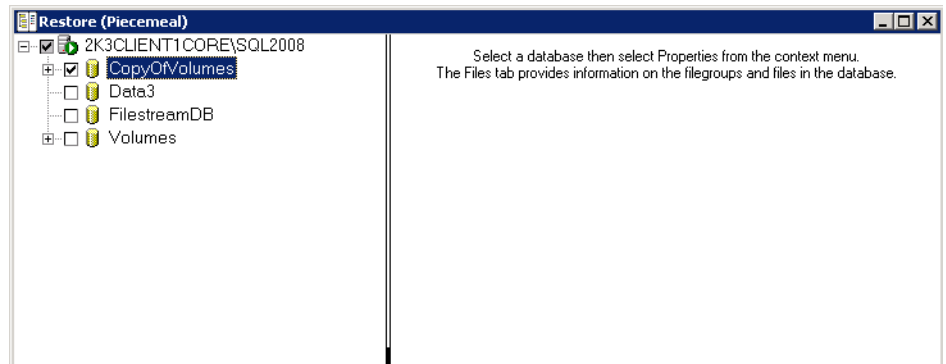 Restore (Piecemeal)
2K3CLIENT1CORE\SQL2008
CopyOfVolumes
Data3
FilestreamDB
Volumes
Select a database then select Properties from the context menu.
The Files tab provides information on the filegroups and files in the database.